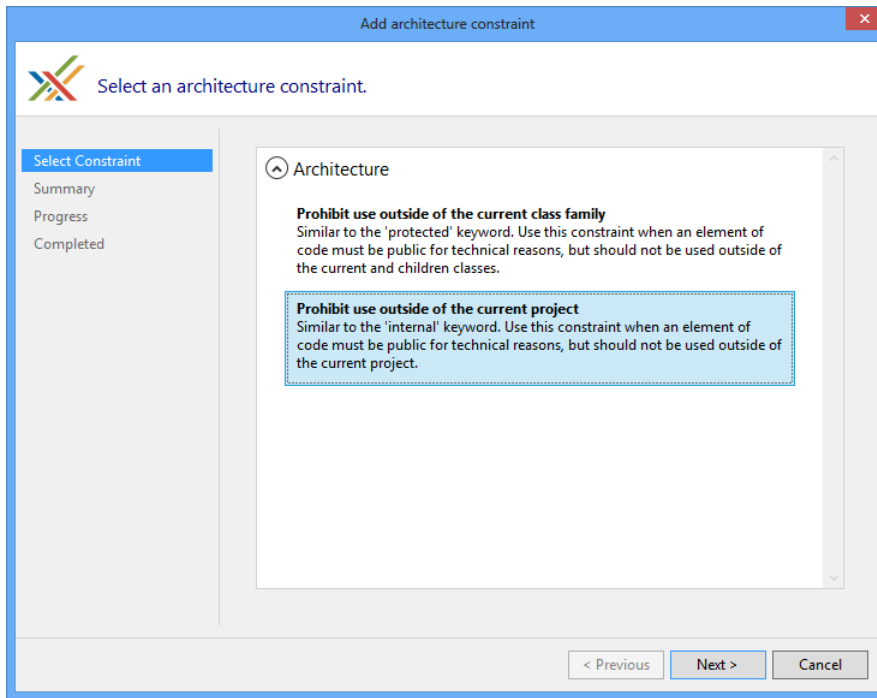 Add architecture constraint
Select an architecture constraint.
Select Constraint
Summary
Progress
Completed
Architecture
Prohibit use outside of the current class family
Similar to the 'protected' keyword. Use this constraint when an element of
code must be public for technical reasons, but should not be used outside of
the current and children classes.
Prohibit use outside of the current project
Similar to the 'internal' keyword. Use this constraint when an element of
code must be public for technical reasons, but should not be used outside of
the current project.
< Previous
Next >
Cancel